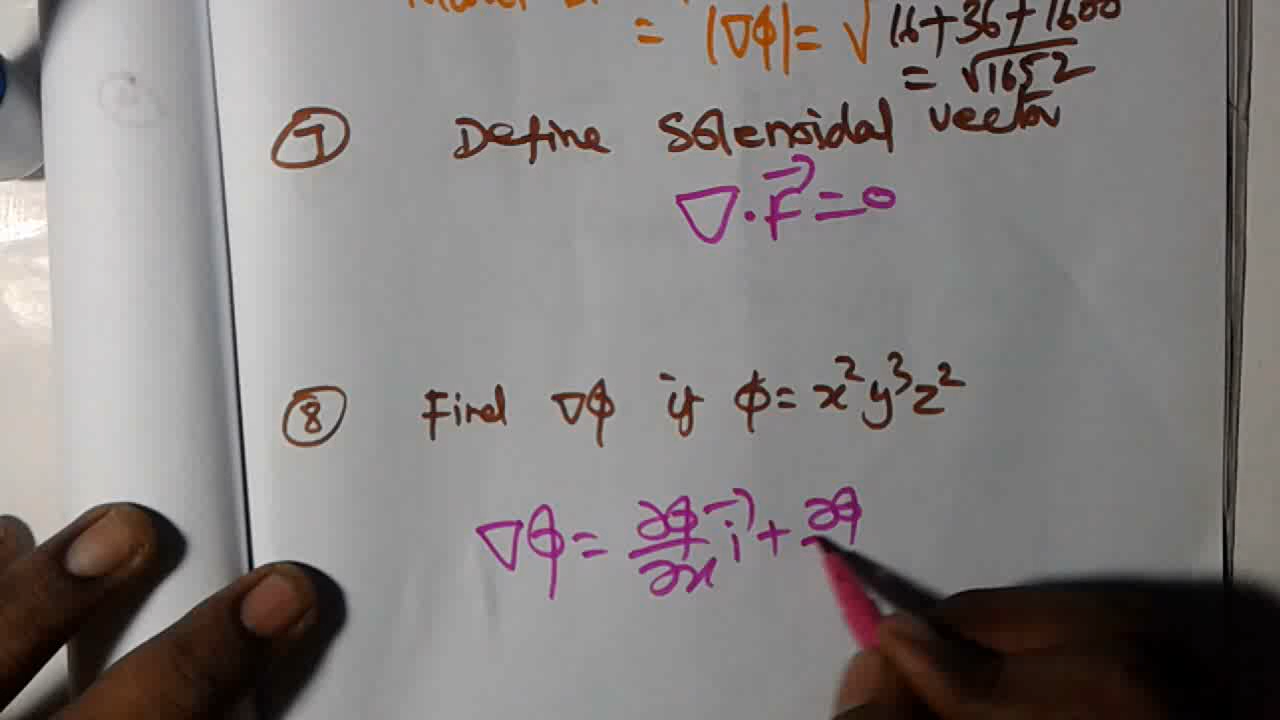 = |∇ϕ| = √16+36+1600
= √1652
⑦ Define Solenoidal vector
∇·F⃗ = 0
⑧ Find ∇ϕ if ϕ = x²y³z²
∇ϕ = ∂ϕ/∂x i⃗ + ∂ϕ